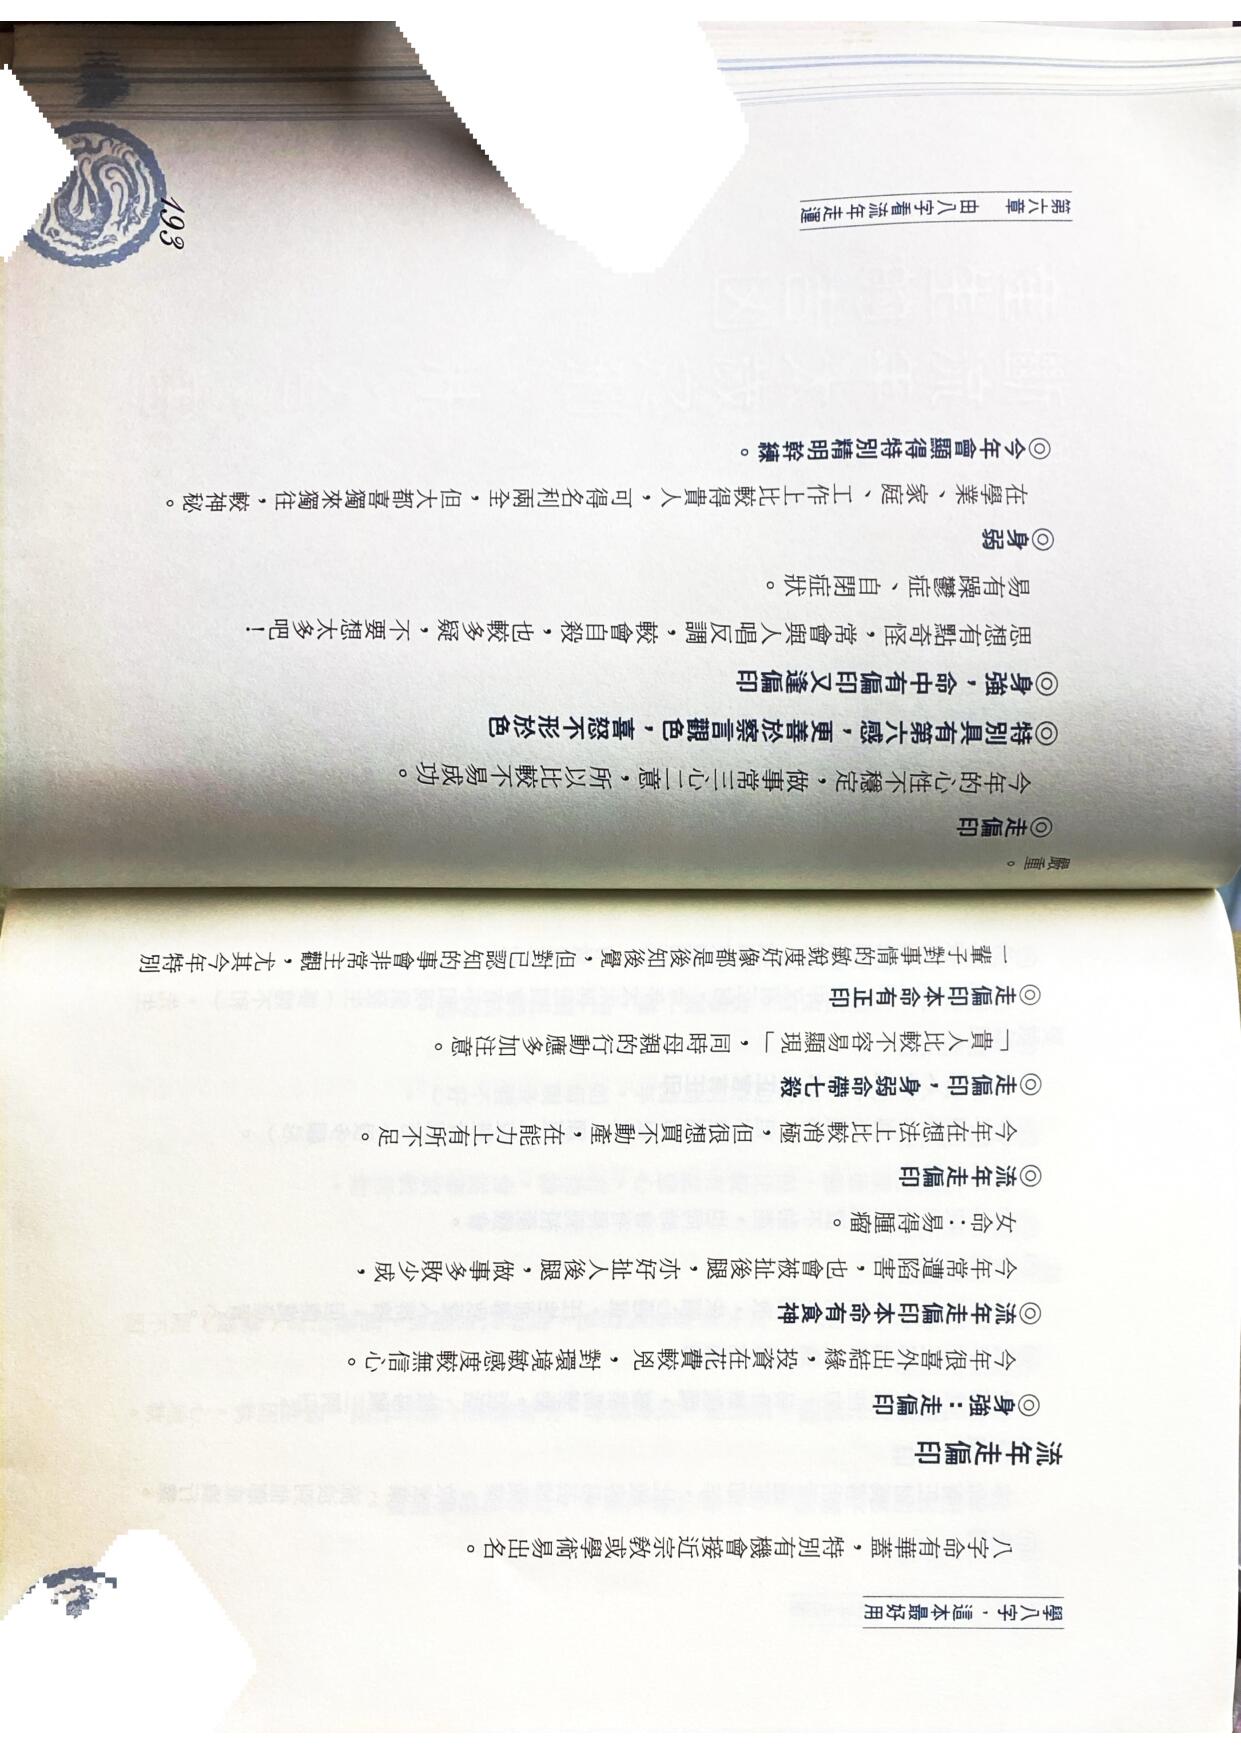 學八字，這本最好用
八字命有華蓋，特別有機會接近宗教或學術易出名。
流年走偏印
◎身強：走偏印
今年很喜外出結緣，投資在花費較兇，對環境敏感度較無信心。
◎流年走偏印本命有食神
今年常遭陷害，也會被扯後腿，亦好扯人後腿，做事多敗少成，
女命：易得腫瘤。
◎流年走偏印
今年在想法上比較消極，但很想買不動產，在能力上有所不足。
◎走偏印，身弱命帶七殺
「貴人比較不容易顯現」，同時母親的行動應多加注意。
◎走偏印本命有正印
一輩子對事情的敏銳度好像都是後知後覺，但對已認知的事會非常主觀，尤其今年特別
嚴重。
◎走偏印
今年的心性不穩定，做事常三心二意，所以比較不易成功。
◎特別具有第六感，更善於察言觀色，喜怒不形於色
◎身強，命中有偏印又逢偏印
思想有點奇怪，常會與人唱反調，較會自殺，也較多疑，不要想太多吧！
易有躁鬱症、自閉症狀。
◎身弱
在學業、家庭、工作上比較得貴人，可得名利兩全，但大都喜獨來獨往，較神秘。
◎今年會顯得特別精明幹練。
第六章　由八字看流年走運
193